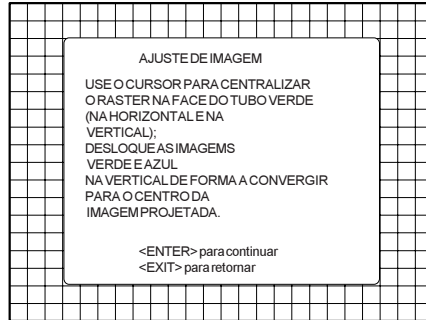 AJUSTE DE IMAGEM
USE O CURSOR PARA CENTRALIZAR
O RASTER NA FACE DO TUBO VERDE
(NA HORIZONTAL E NA
VERTICAL);
DESLOQUE AS IMAGEMS
VERDE E AZUL
NA VERTICAL DE FORMA A CONVERGIR
PARA O CENTRO DA
IMAGEM PROJETADA.
<ENTER> para continuar
<EXIT> para retornar